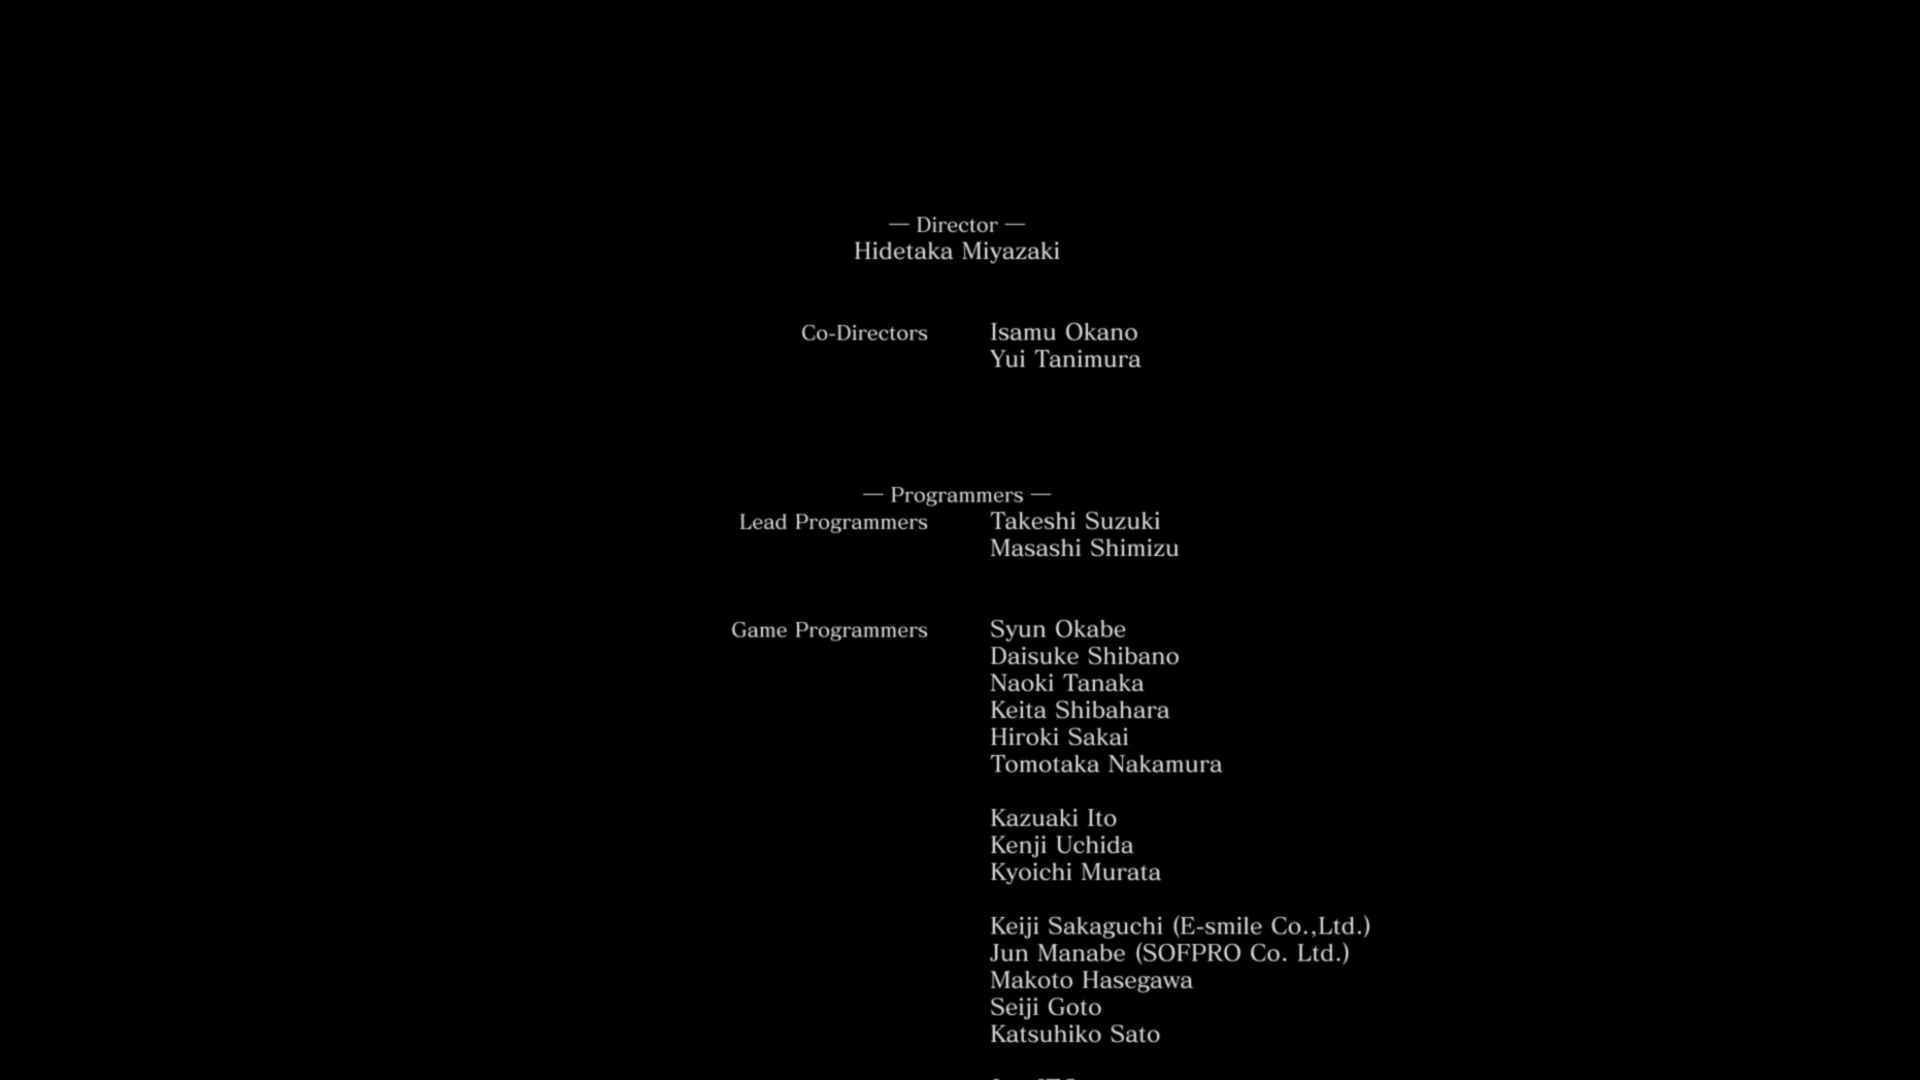 — Director —
Hidetaka Miyazaki
Co-Directors Isamu Okano
Yui Tanimura
— Programmers —
Lead Programmers Takeshi Suzuki
Masashi Shimizu
Game Programmers Syun Okabe
Daisuke Shibano
Naoki Tanaka
Keita Shibahara
Hiroki Sakai
Tomotaka Nakamura
Kazuaki Ito
Kenji Uchida
Kyoichi Murata
Keiji Sakaguchi (E-smile Co.,Ltd.)
Jun Manabe (SOFPRO Co. Ltd.)
Makoto Hasegawa
Seiji Goto
Katsuhiko Sato